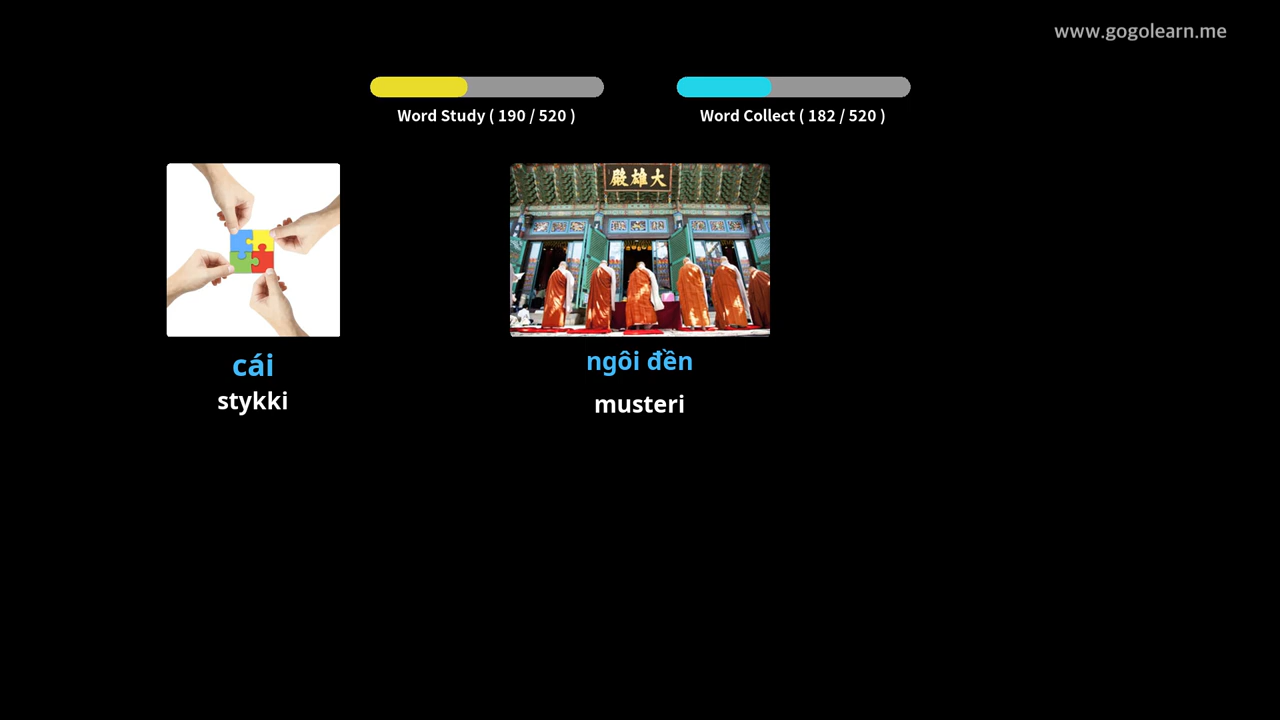 www.gogolearn.me
Word Study ( 190 / 520 )
Word Collect ( 182 / 520 )
殿雄大
cái
stykki
ngôi đền
musteri